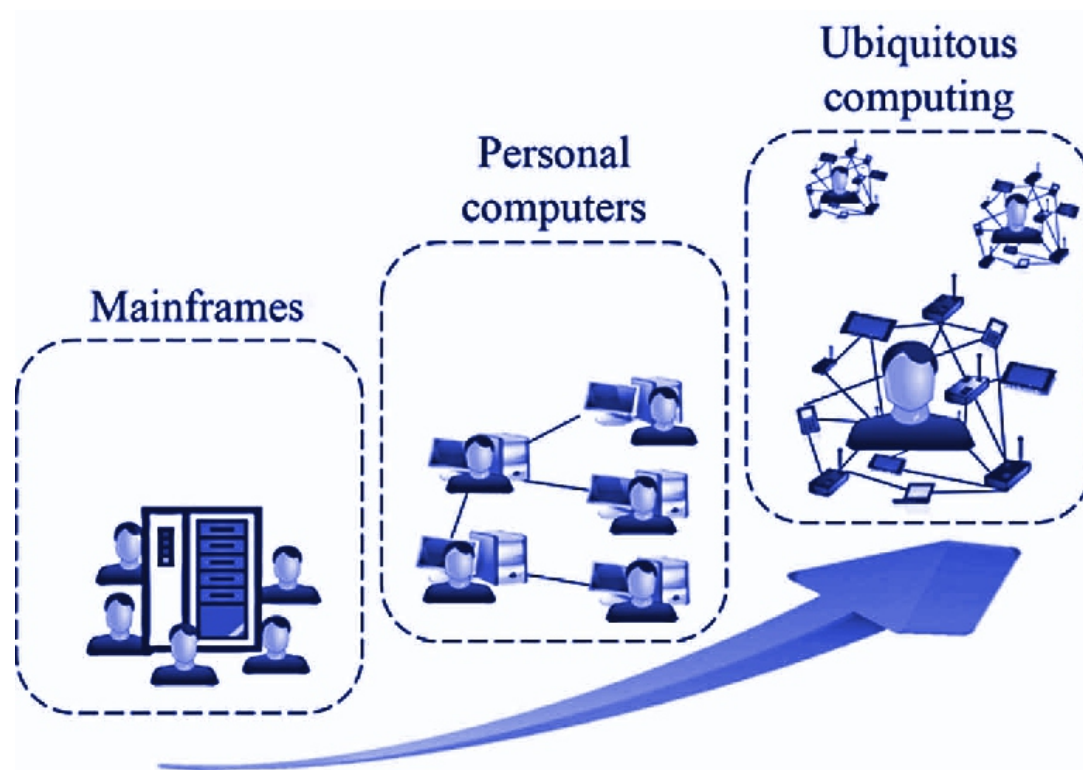 Mainframes
Personal
computers
Ubiquitous
computing